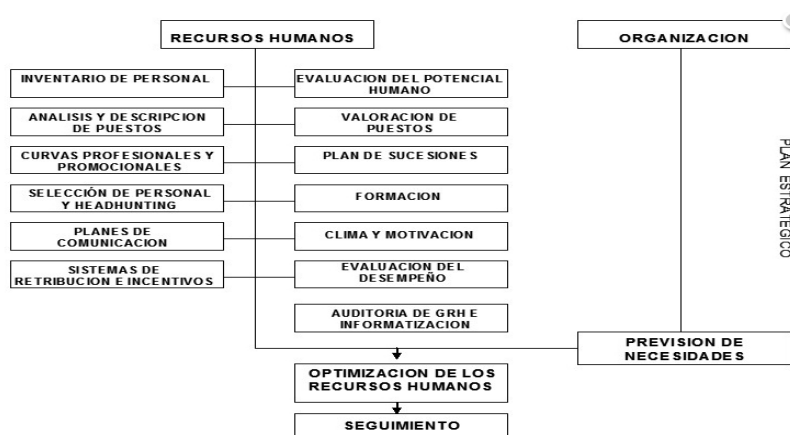 RECURSOS HUMANOS
ORGANIZACION
INVENTARIO DE PERSONAL
EVALUACION DEL POTENCIAL
HUMANO
ANALISIS Y DESCRIPCION
DE PUESTOS
VALORACION DE
PUESTOS
CURVAS PROFESIONALES Y
PROMOCIONALES
PLAN DE SUCESIONES
SELECCIÓN DE PERSONAL
Y HEADHUNTING
FORMACION
PLANES DE
COMUNICACION
CLIMA Y MOTIVACION
SISTEMAS DE
RETRIBUCION E INCENTIVOS
EVALUACION DEL
DESEMPEÑO
AUDITORIA DE GRH E
INFORMATIZACION
PLAN ESTRATEGICO
PREVISION DE
NECESIDADES
OPTIMIZACION DE LOS
RECURSOS HUMANOS
SEGUIMIENTO